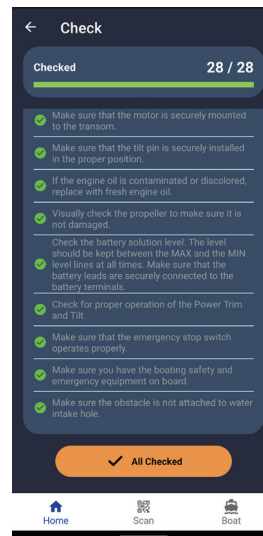 Check
Checked 28 / 28
Make sure that the motor is securely mounted
to the transom.
Make sure that the tilt pin is securely installed
in the proper position.
If the engine oil is contaminated or discolored,
replace with fresh engine oil.
Visually check the propeller to make sure it is
not damaged.
Check the battery solution level. The level
should be kept between the MAX and the MIN
level lines at all times. Make sure that the
battery leads are securely connected to the
battery terminals.
Check for proper operation of the Power Trim
and Tilt.
Make sure that the emergency stop switch
operates properly.
Make sure you have the boating safety and
emergency equipment on board.
Make sure the obstacle is not attached to water
intake hole.
All Checked
Home Scan Boat